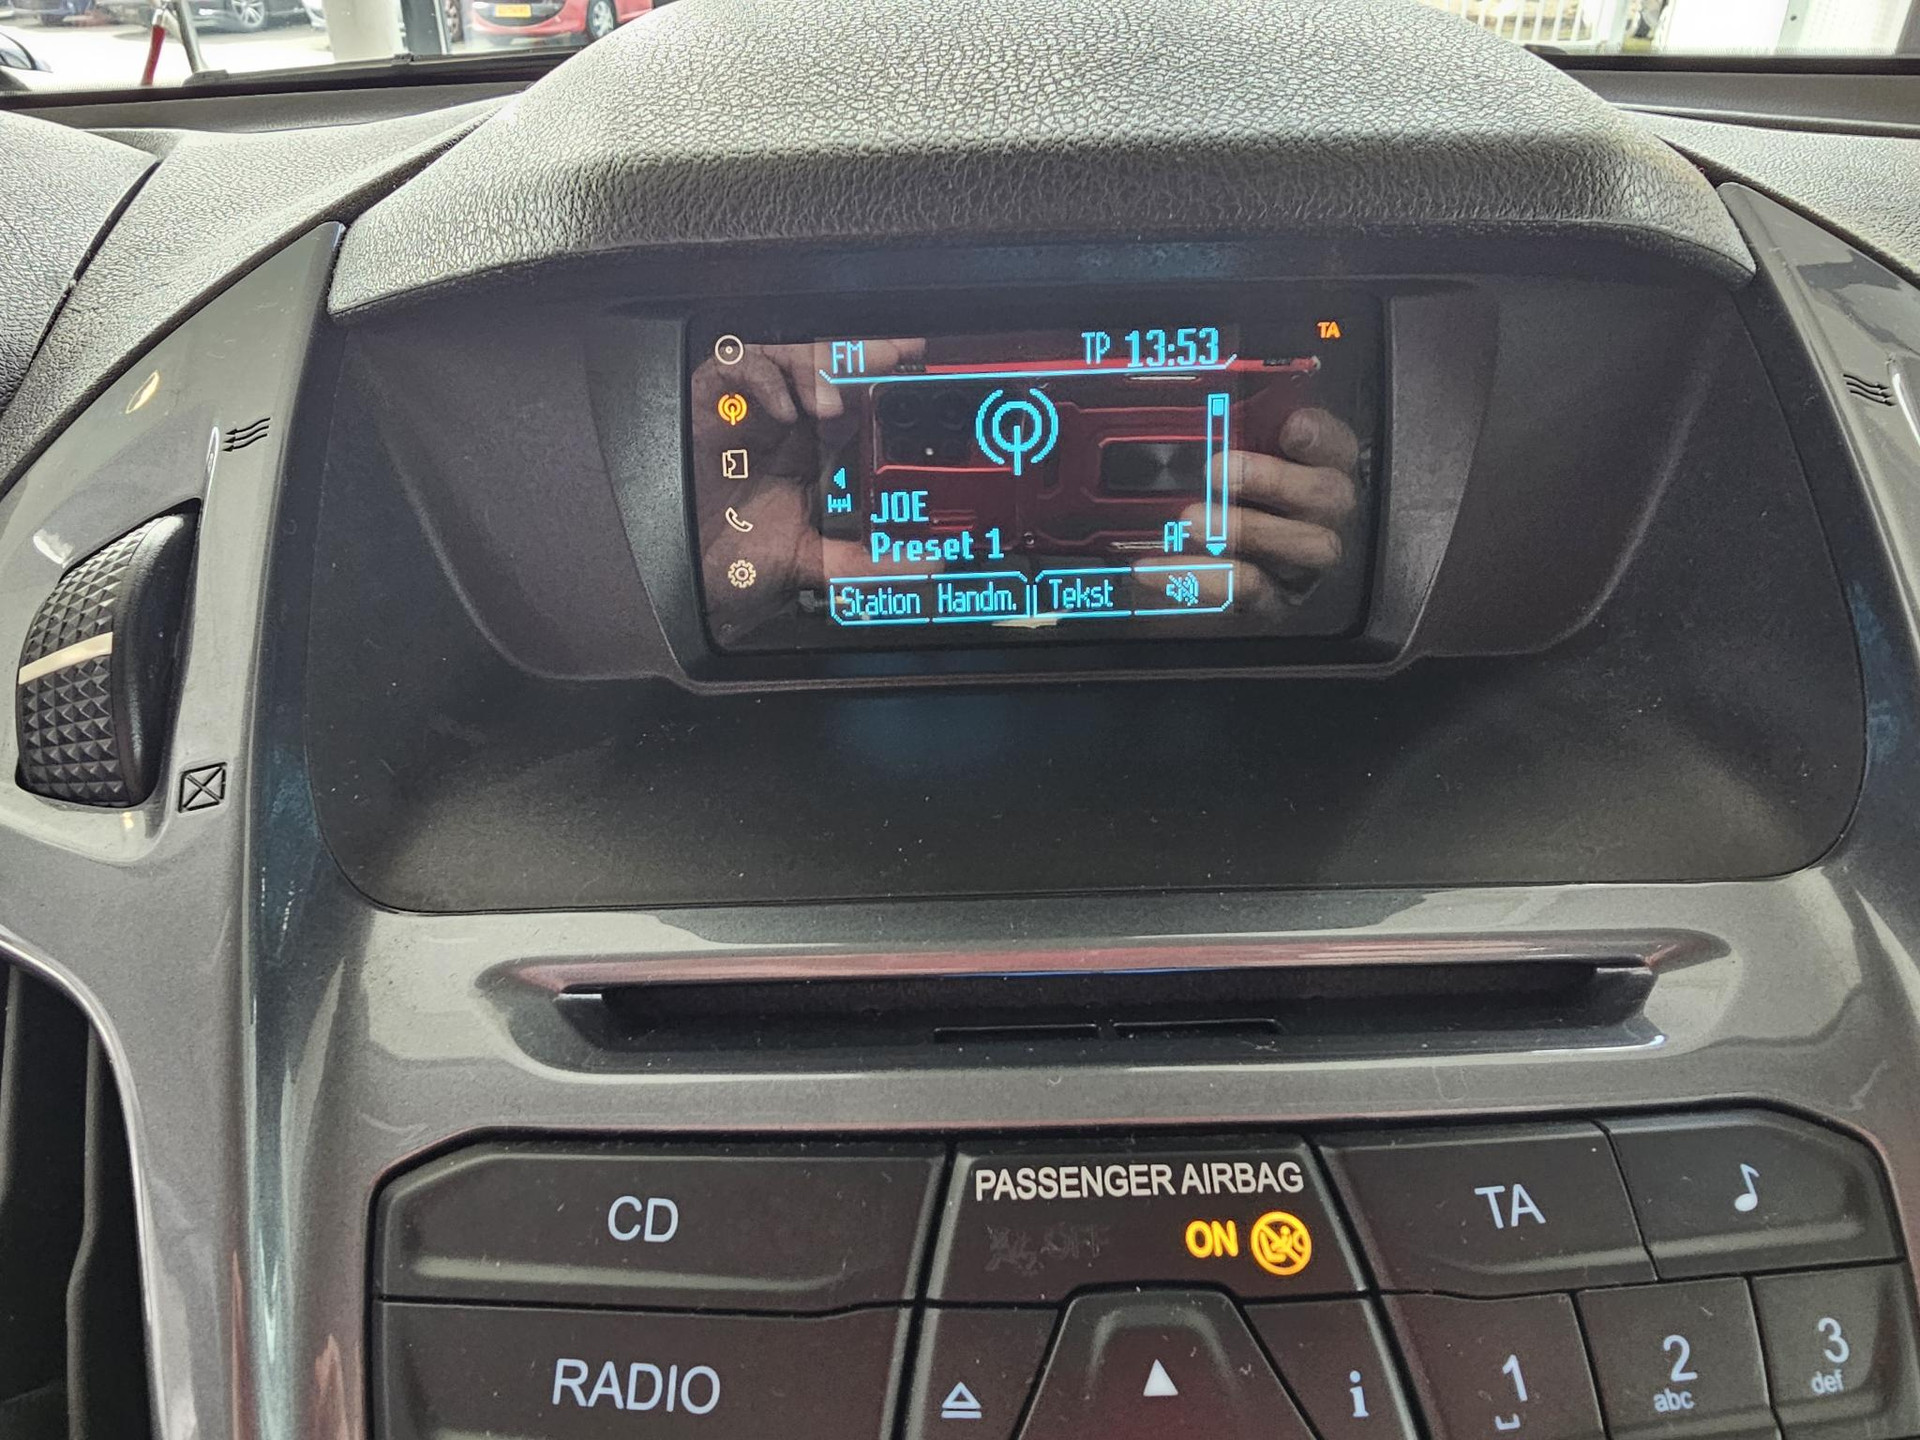 FM TP 13:53 TA
JOE
Preset 1 AF
Station Handm. Tekst
CD
PASSENGER AIRBAG
OFF ON
TA
RADIO
i
1
2
abc
3
def